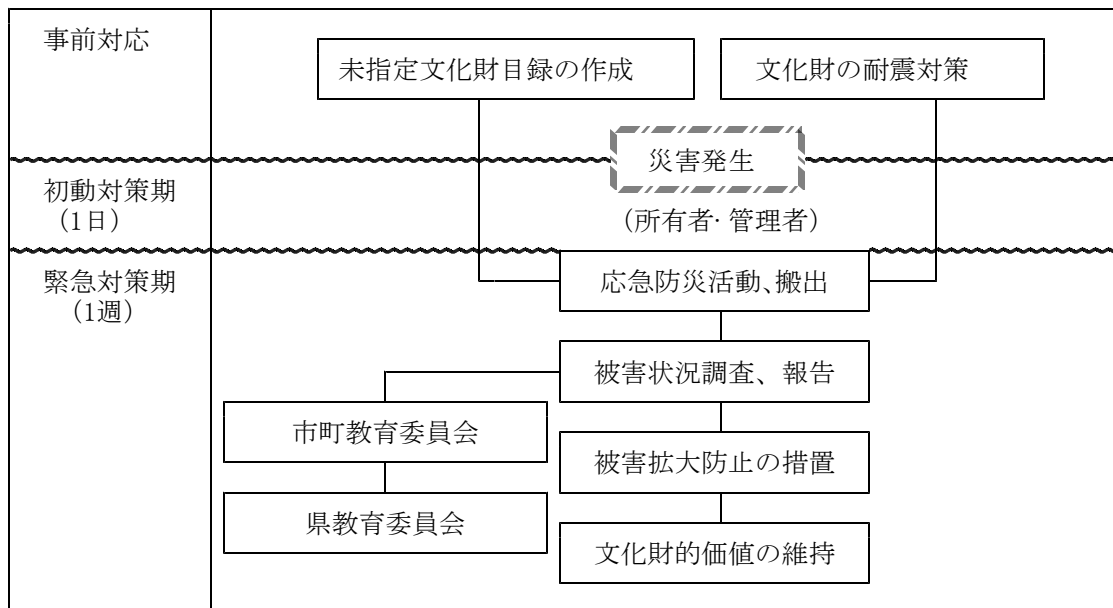 事前対応
未指定文化財目録の作成
文化財の耐震対策
災害発生
初動対策期
（1日）
（所有者・管理者）
緊急対策期
（1週）
応急防災活動、搬出
被害状況調査、報告
市町教育委員会
被害拡大防止の措置
県教育委員会
文化財的価値の維持